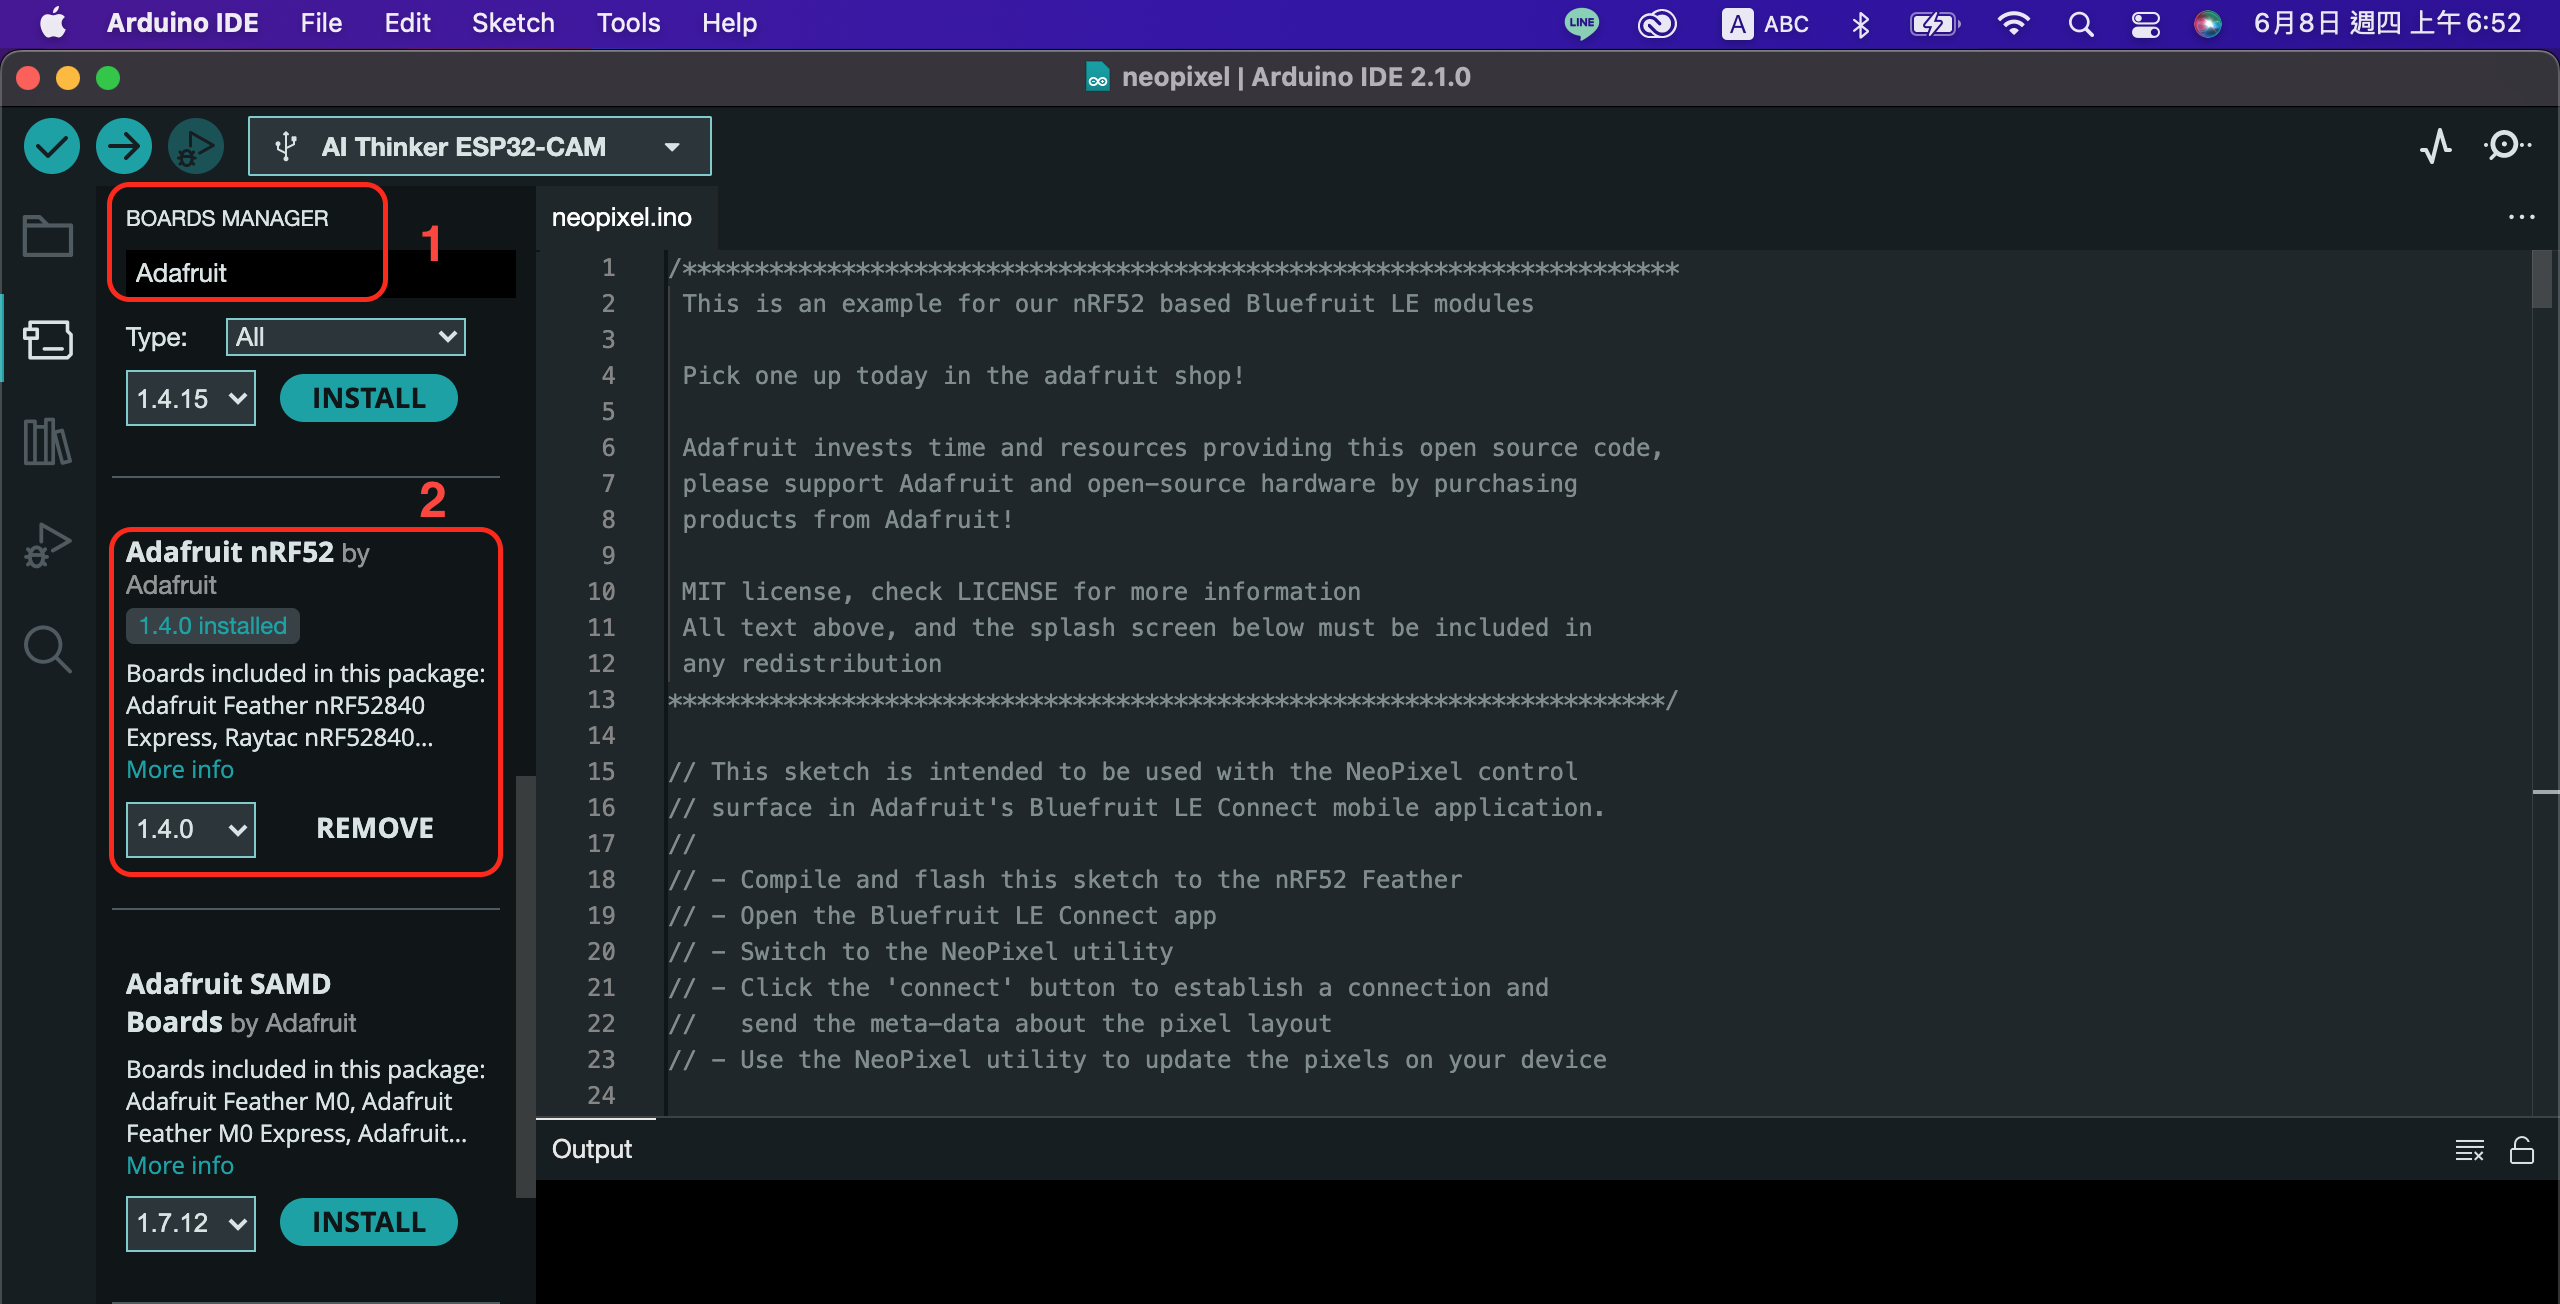 Arduino IDE File Edit Sketch Tools Help
LINE A ABC 6月8日 週四 上午6:52
neopixel | Arduino IDE 2.1.0
AI Thinker ESP32-CAM
BOARDS MANAGER
1
Adafruit
Type: All
1.4.15 INSTALL
2
Adafruit nRF52 by
Adafruit
1.4.0 installed
Boards included in this package:
Adafruit Feather nRF52840
Express, Raytac nRF52840...
More info
1.4.0 REMOVE
Adafruit SAMD
Boards by Adafruit
Boards included in this package:
Adafruit Feather M0, Adafruit
Feather M0 Express, Adafruit...
More info
1.7.12 INSTALL
neopixel.ino
1 /*********************************************************************
2 This is an example for our nRF52 based Bluefruit LE modules
3
4 Pick one up today in the adafruit shop!
5
6 Adafruit invests time and resources providing this open source code,
7 please support Adafruit and open-source hardware by purchasing
8 products from Adafruit!
9
10 MIT license, check LICENSE for more information
11 All text above, and the splash screen below must be included in
12 any redistribution
13 *********************************************************************/
14
15 // This sketch is intended to be used with the NeoPixel control
16 // surface in Adafruit's Bluefruit LE Connect mobile application.
17 //
18 // - Compile and flash this sketch to the nRF52 Feather
19 // - Open the Bluefruit LE Connect app
20 // - Switch to the NeoPixel utility
21 // - Click the 'connect' button to establish a connection and
22 //   send the meta-data about the pixel layout
23 // - Use the NeoPixel utility to update the pixels on your device
24
Output